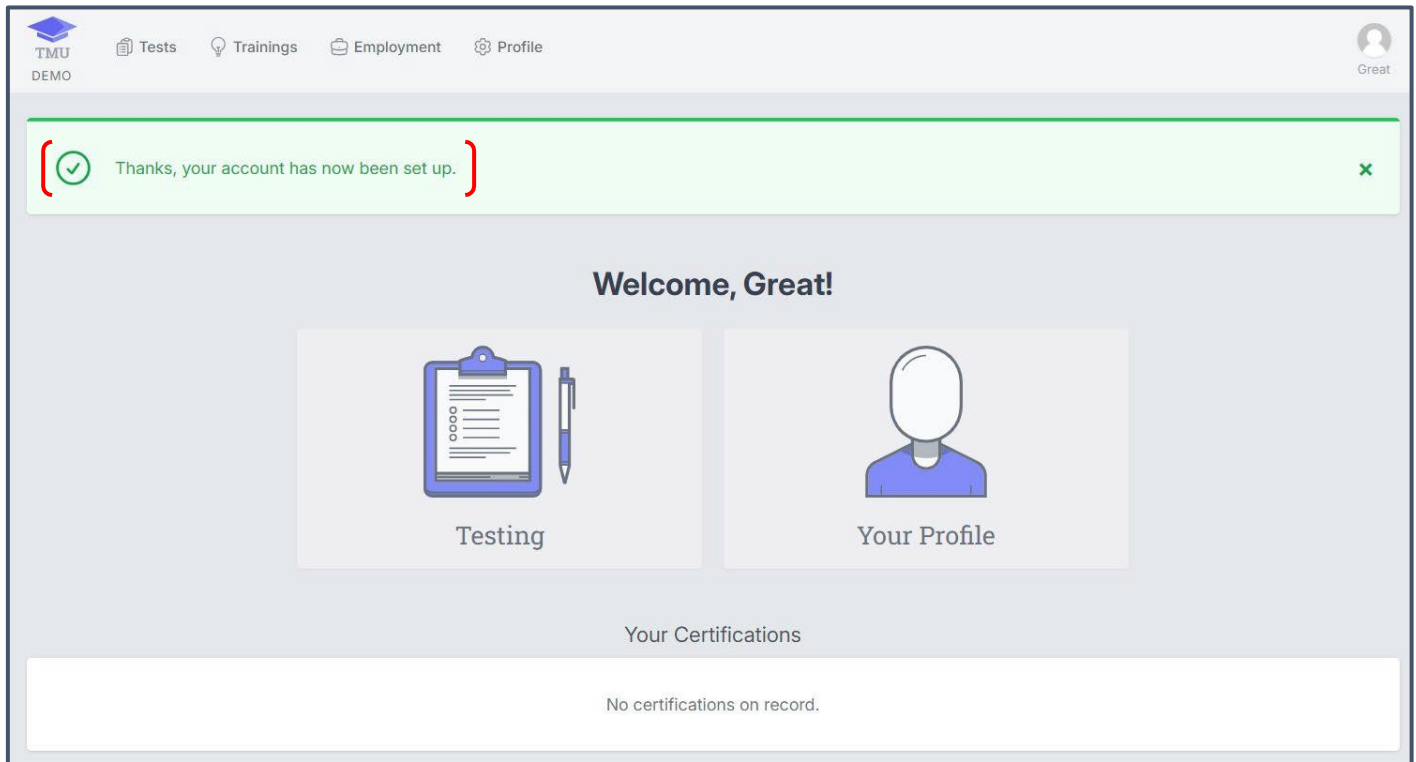 TMU
DEMO
Tests
Trainings
Employment
Profile
Great
Thanks, your account has now been set up.
Welcome, Great!
Testing
Your Profile
Your Certifications
No certifications on record.